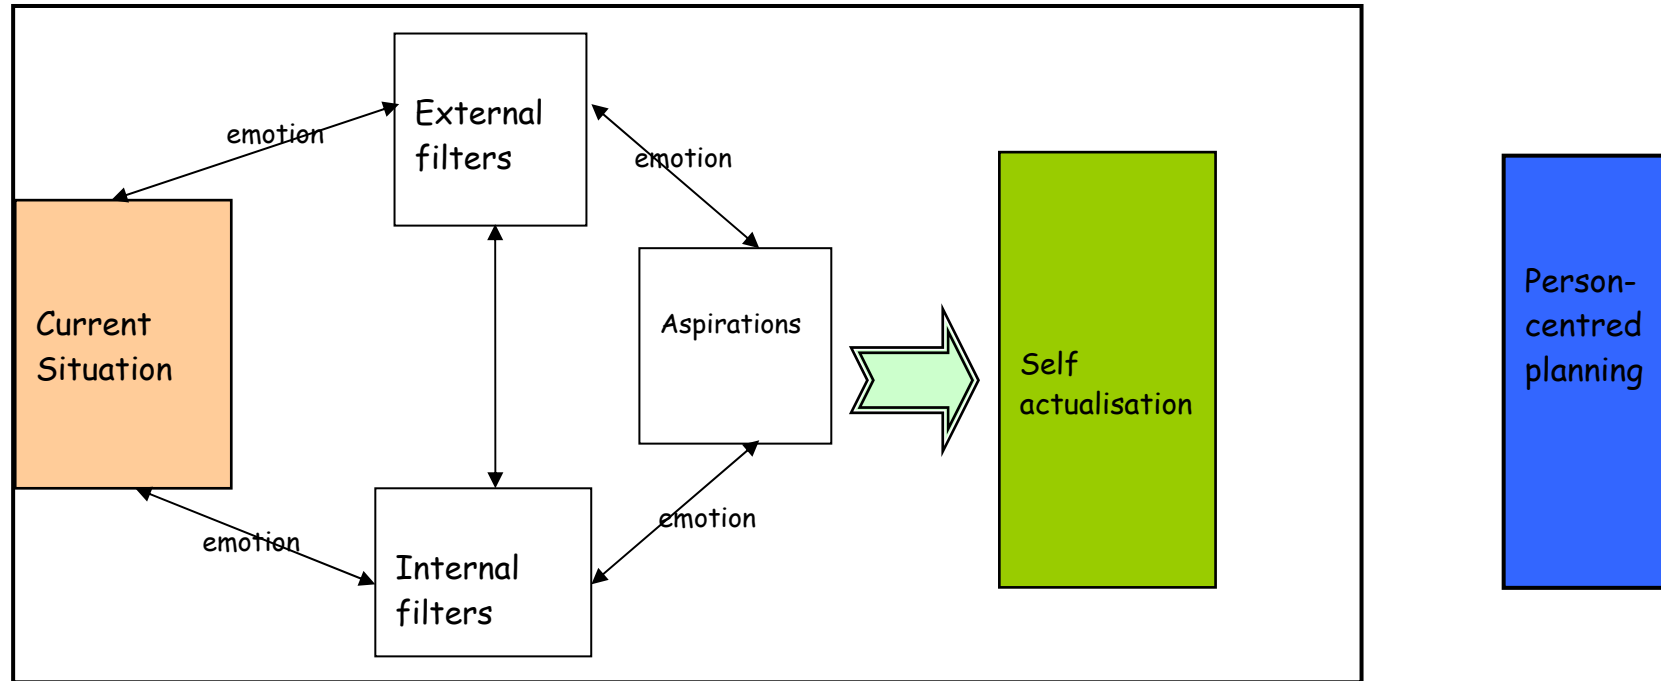 External
filters
emotion
emotion
Current
Situation
Aspirations
Self
actualisation
Person-
centred
planning
emotion
emotion
Internal
filters